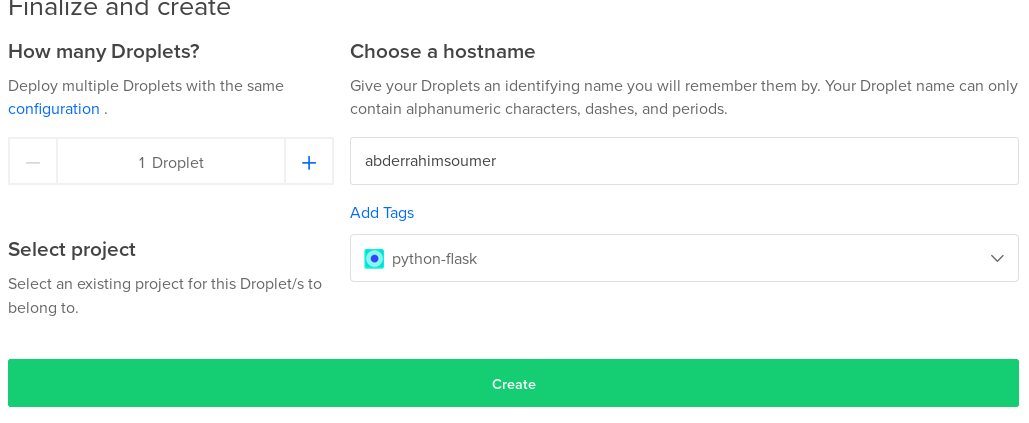 Finalize and create
How many Droplets?
Deploy multiple Droplets with the same
configuration .
1 Droplet
Choose a hostname
Give your Droplets an identifying name you will remember them by. Your Droplet name can only
contain alphanumeric characters, dashes, and periods.
abderrahimsoumer
Add Tags
Select project
Select an existing project for this Droplet/s to
belong to.
python-flask
Create